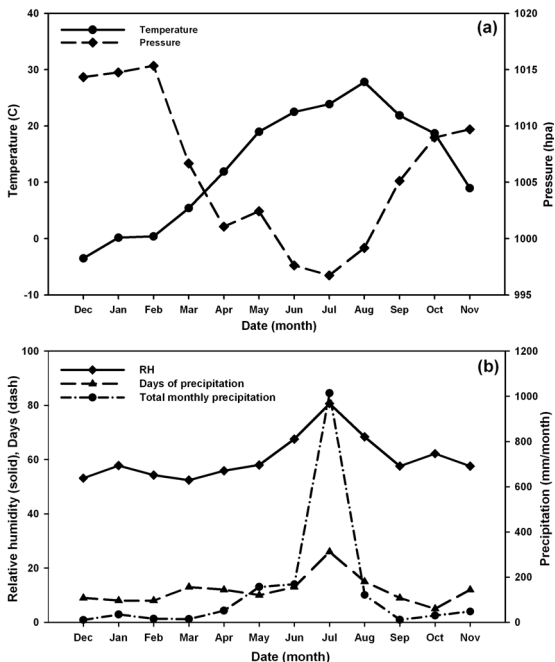 (a)
Temperature
Pressure
40
30
20
10
0
-10
Temperature (C)
1020
1015
1010
1005
1000
995
Pressure (hpa)
Dec Jan Feb Mar Apr May Jun Jul Aug Sep Oct Nov
Date (month)
(b)
RH
Days of precipitation
Total monthly precipitation
100
80
60
40
20
0
Relative humidity (solid), Days (dash)
1200
1000
800
600
400
200
0
Precipitation (mm/month)
Dec Jan Feb Mar Apr May Jun Jul Aug Sep Oct Nov
Date (month)